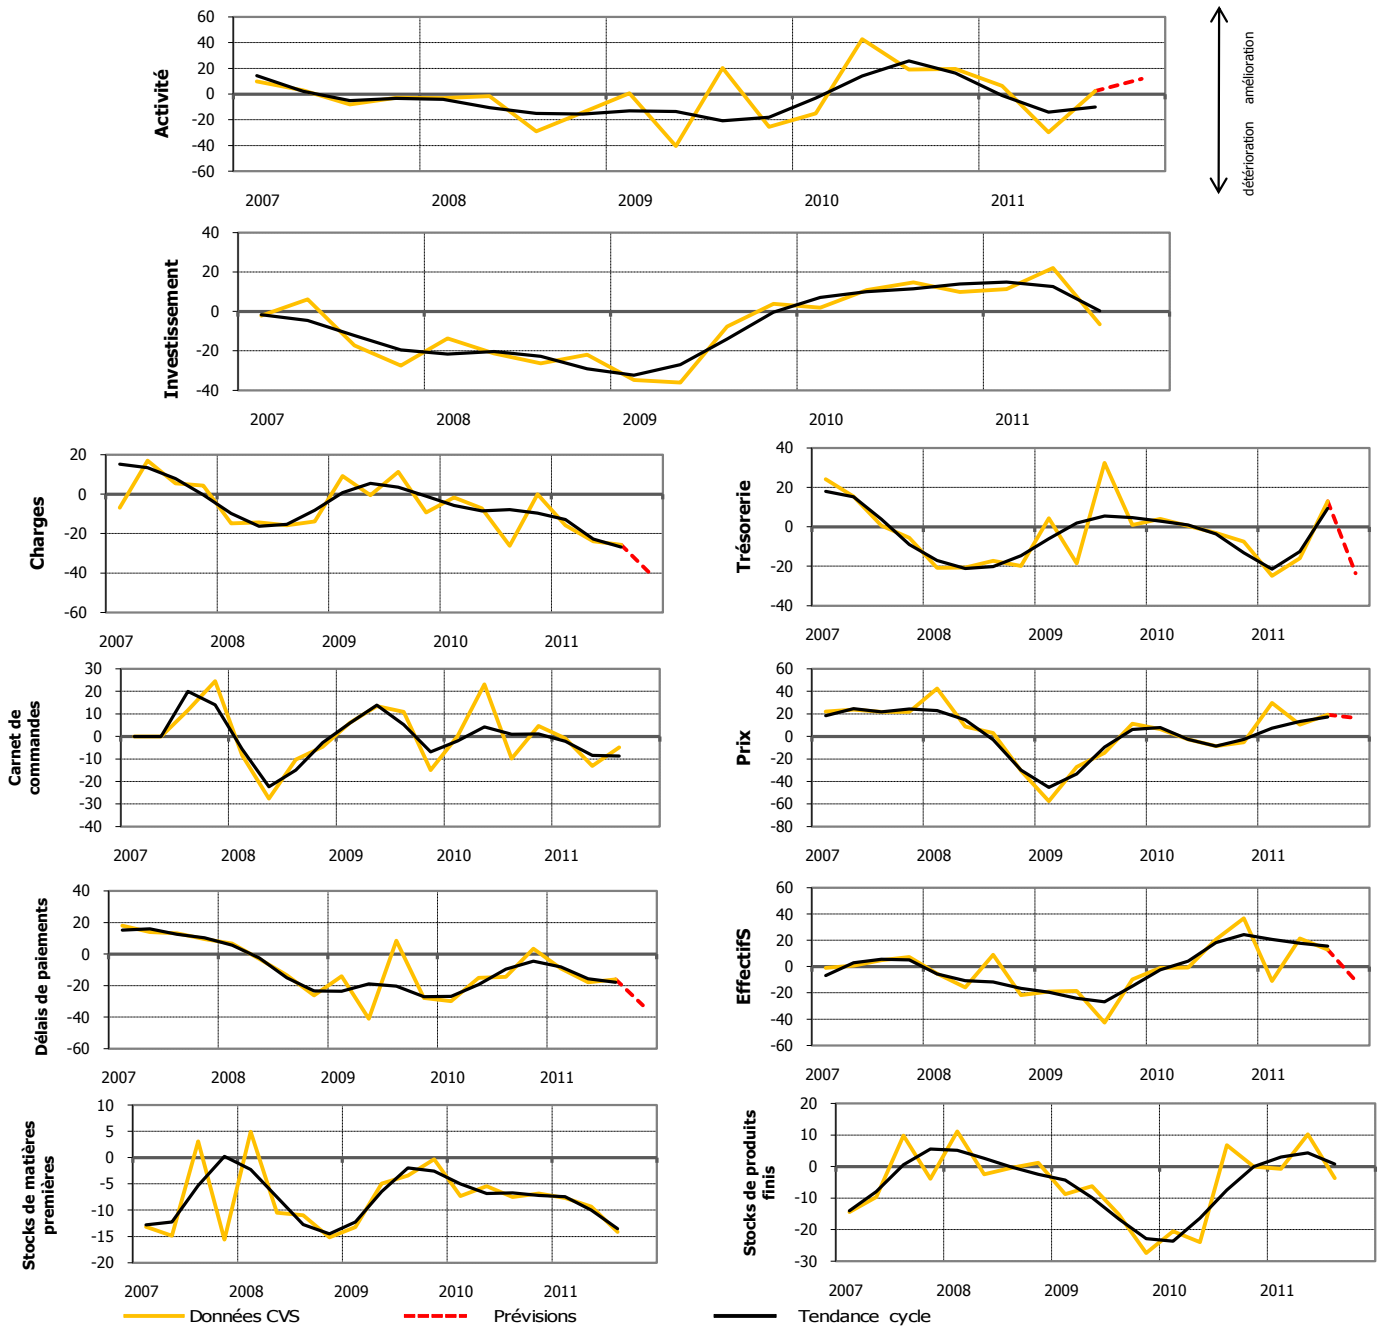 60
40
20
0
-20
-40
-60
Activité
2007 2008 2009 2010 2011
amélioration
détérioration
40
20
0
-20
-40
Investissement
2007 2008 2009 2010 2011
20
0
-20
-40
-60
Charges
2007 2008 2009 2010 2011
40
20
0
-20
-40
Trésorerie
2007 2008 2009 2010 2011
30
20
10
0
-10
-20
-30
-40
Carnet de
commandes
2007 2008 2009 2010 2011
60
40
20
0
-20
-40
-60
-80
Prix
2007 2008 2009 2010 2011
40
20
0
-20
-40
-60
Délais de paiements
2007 2008 2009 2010 2011
60
40
20
0
-20
-40
-60
EffectifS
2007 2008 2009 2010 2011
10
5
0
-5
-10
-15
-20
Stocks de matières
premières
2007 2008 2009 2010 2011
20
10
0
-10
-20
-30
Stocks de produits
finis
2007 2008 2009 2010 2011
Données CVS Prévisions Tendance cycle